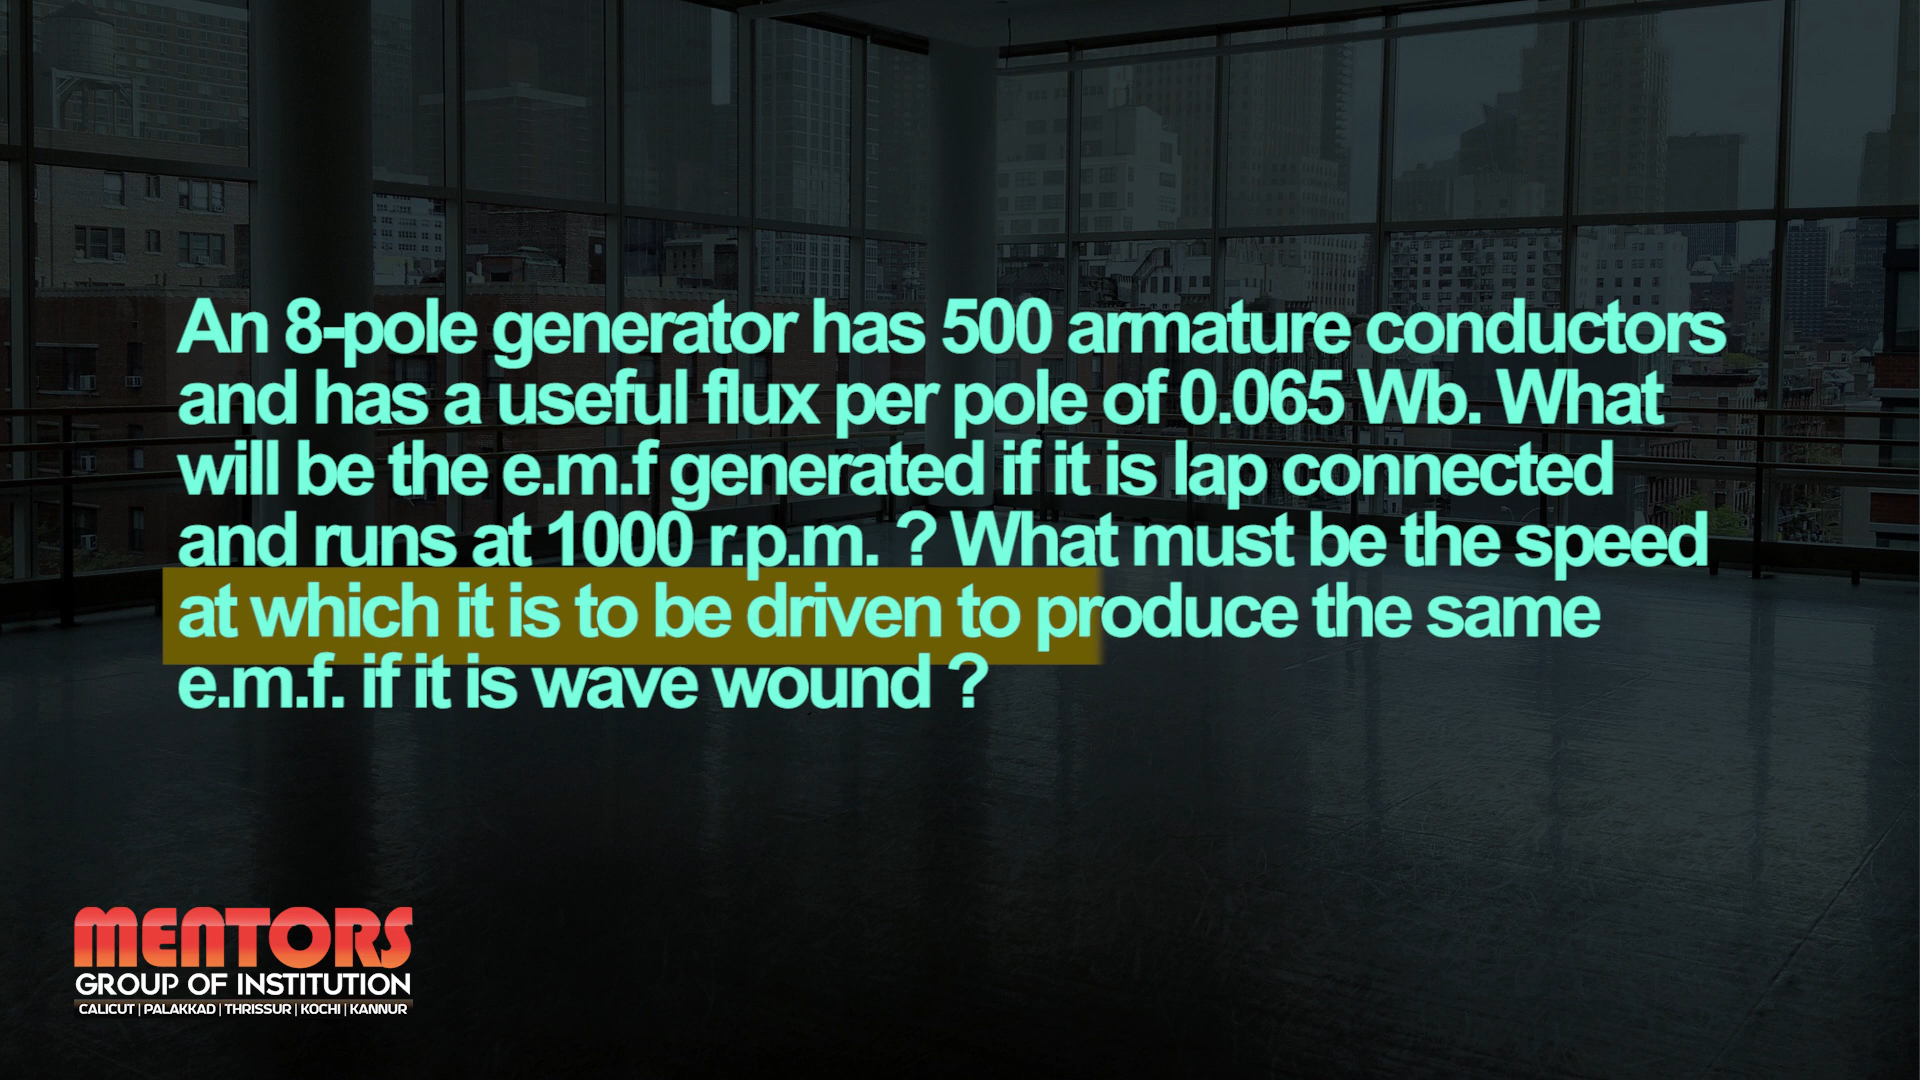 An 8-pole generator has 500 armature conductors
and has a useful flux per pole of 0.065 Wb. What
will be the e.m.f generated if it is lap connected
and runs at 1000 r.p.m. ? What must be the speed
at which it is to be driven to produce the same
e.m.f. if it is wave wound ?
MENTORS
GROUP OF INSTITUTION
CALICUT | PALAKKAD | THRISSUR | KOCHI | KANNUR